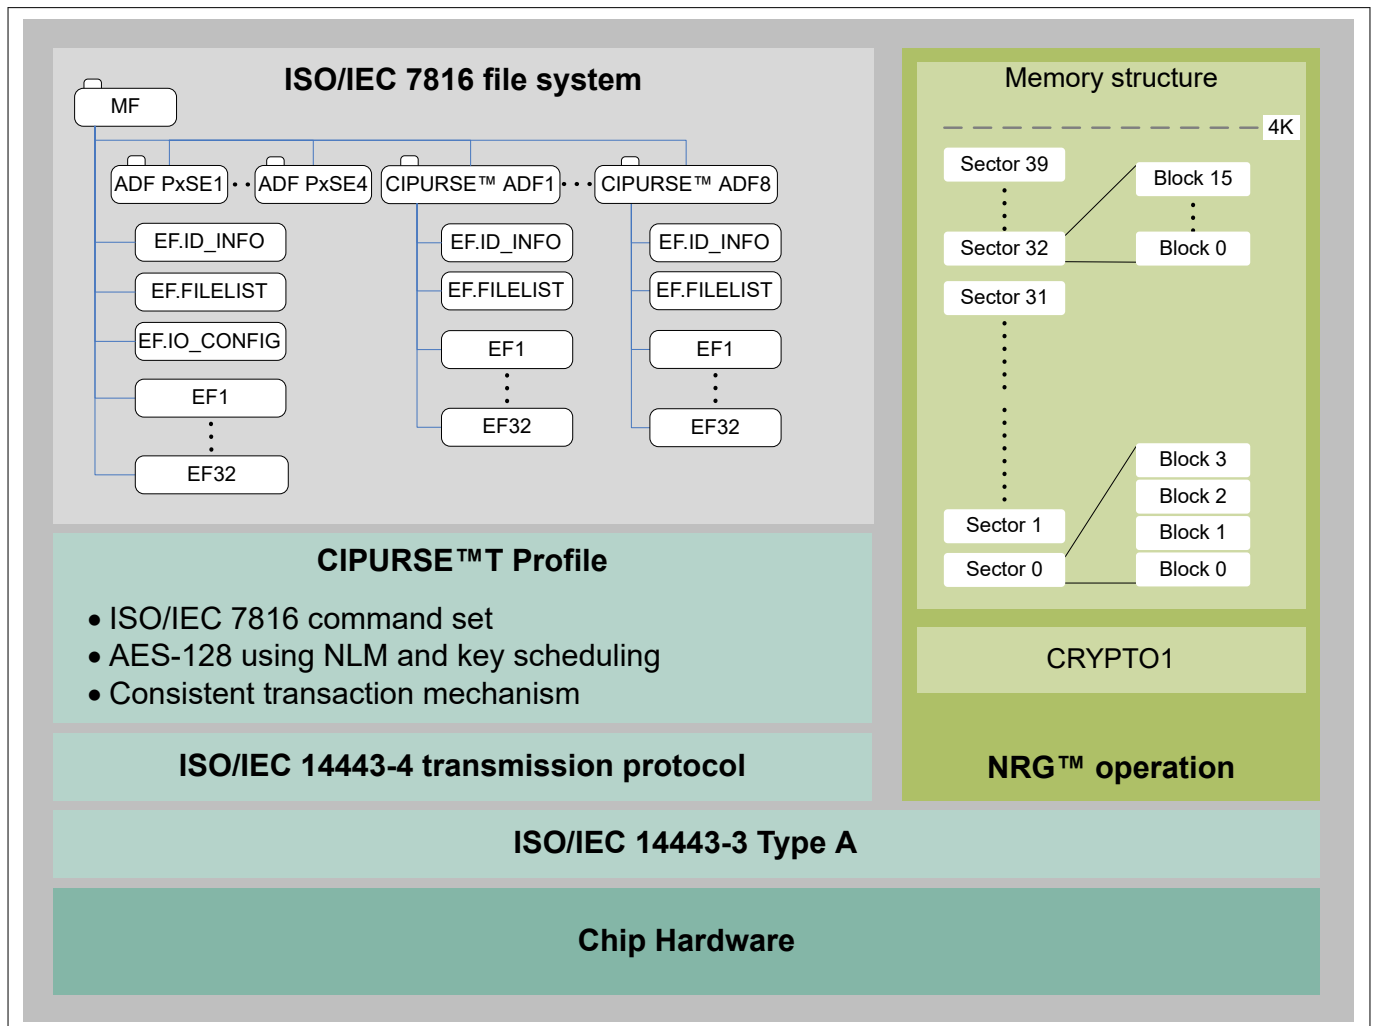 ISO/IEC 7816 file system
MF
ADF PxSE1
ADF PxSE4
CIPURSE™ ADF1
CIPURSE™ ADF8
EF.ID_INFO
EF.FILELIST
EF.IO_CONFIG
EF1
EF32
EF.ID_INFO
EF.FILELIST
EF1
EF32
EF.ID_INFO
EF.FILELIST
EF1
EF32
CIPURSE™T Profile
• ISO/IEC 7816 command set
• AES-128 using NLM and key scheduling
• Consistent transaction mechanism
ISO/IEC 14443-4 transmission protocol
Memory structure
4K
Sector 39
Sector 32
Sector 31
Sector 1
Sector 0
Block 15
Block 0
Block 3
Block 2
Block 1
Block 0
CRYPTO1
NRG™ operation
ISO/IEC 14443-3 Type A
Chip Hardware